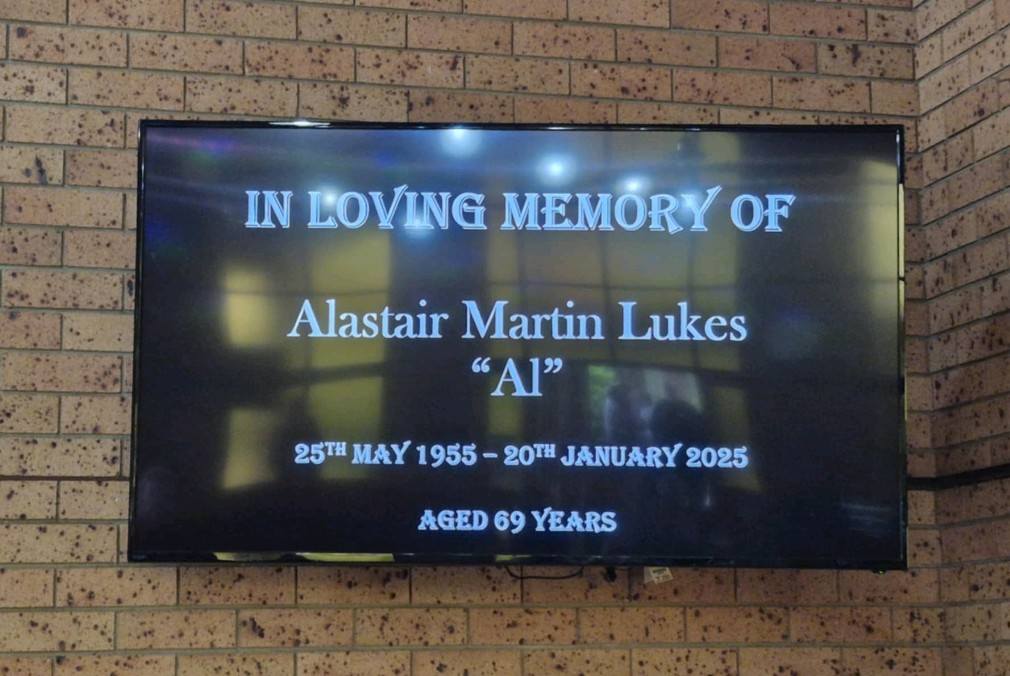 IN LOVING MEMORY OF
Alastair Martin Lukes
“Al”
25TH MAY 1955 – 20TH JANUARY 2025
AGED 69 YEARS